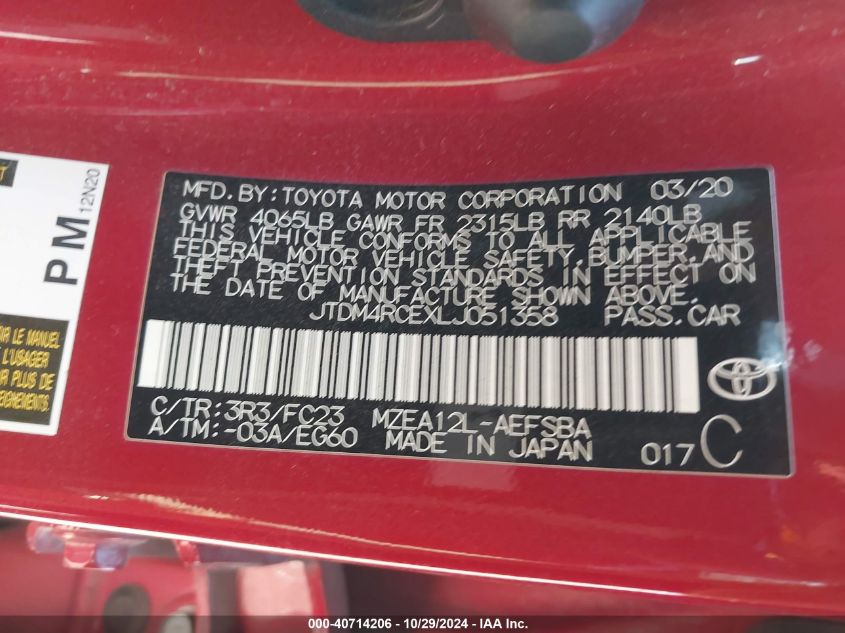 PM 12N20
IR LE MANUEL
L'USAGER
R PLUS DE
EIGNEMENTS.
MFD.BY:TOYOTA MOTOR CORPORATION 03/20
GVWR 4065LB GAWR FR 2315LB RR 2140LB
THIS VEHICLE CONFORMS TO ALL APPLICABLE
FEDERAL MOTOR VEHICLE SAFETY,BUMPER,AND
THEFT PREVENTION STANDARDS IN EFFECT ON
THE DATE OF MANUFACTURE SHOWN ABOVE.
JTDM4RCEXLJ051358 PASS.CAR
C/TR:3R3/FC23 MZEA12L-AEFSBA
A/TM:-03A/EG60 MADE IN JAPAN 017 C
000-40714206 - 10/29/2024 - IAA Inc.